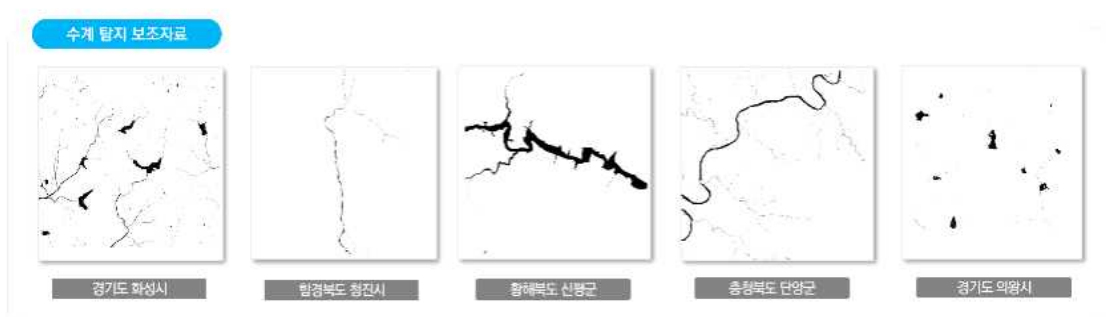 수계 탐지 보조자료
경기도 화성시
함경북도 청진시
황해북도 신평군
충청북도 단양군
경기도 의왕시